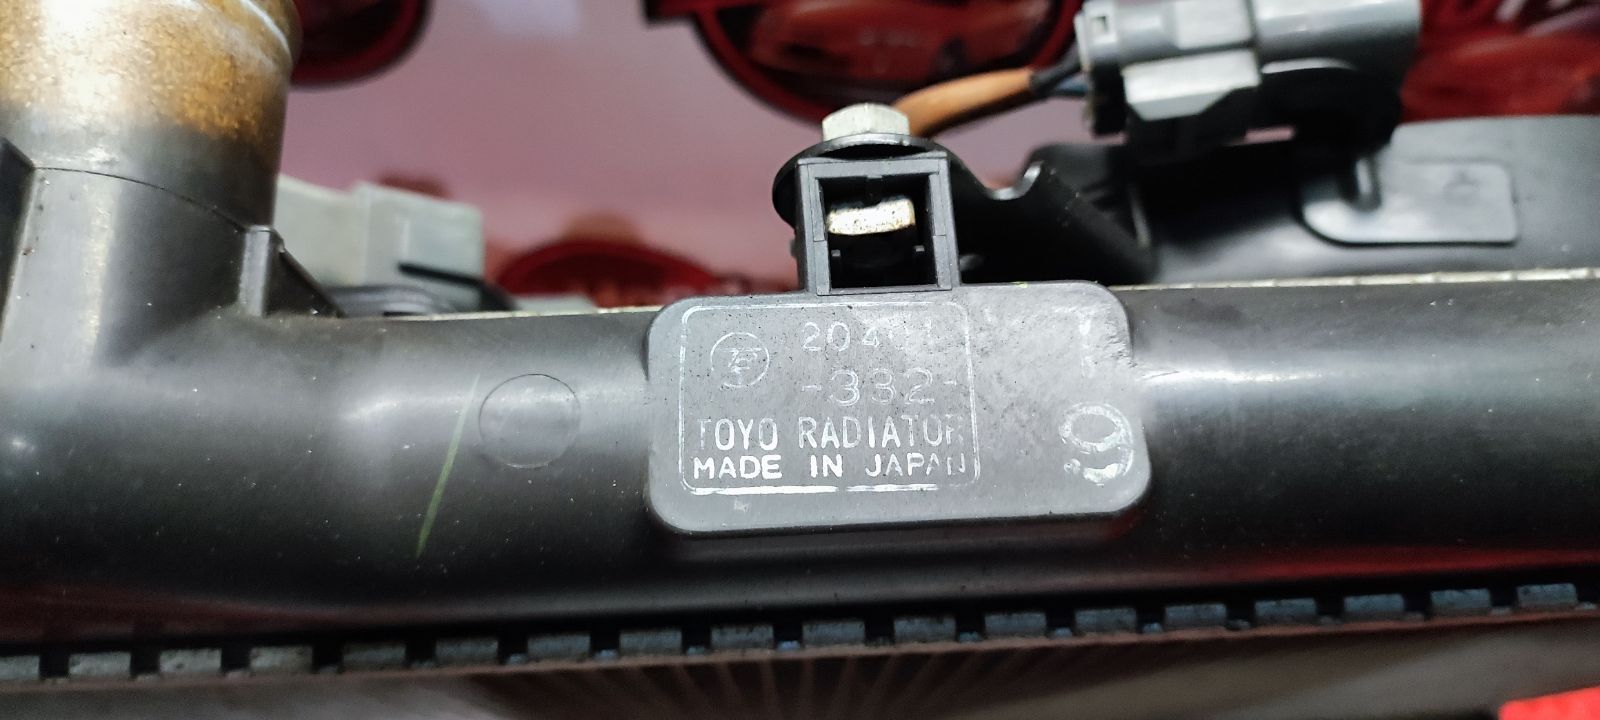 -332-
TOYO RADIATOR
MADE IN JAPAN